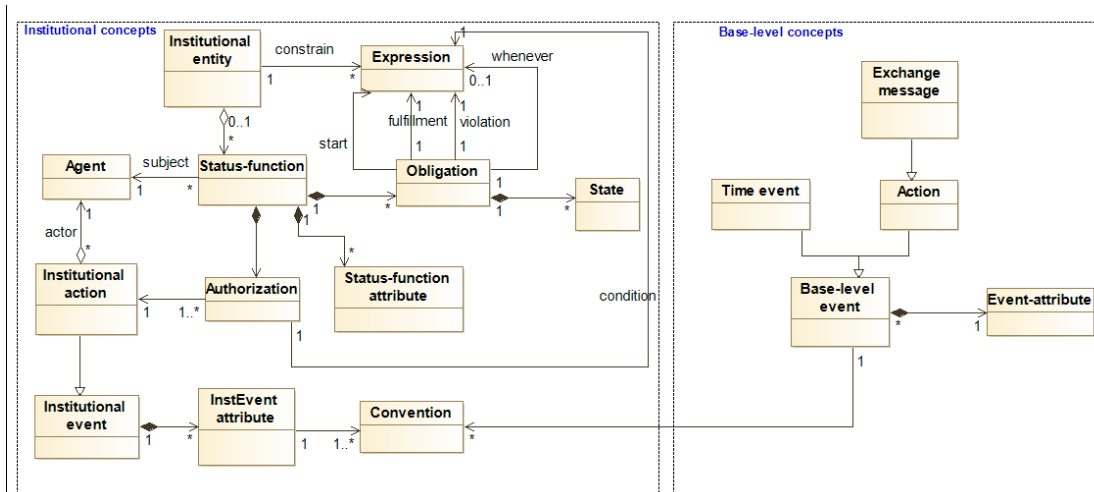 Institutional concepts
Base-level concepts
Institutional
entity
constrain
1
*
Expression
1
0..1
whenever
Exchange
message
0..1
*
start
fulfillment
1
1
violation
1
1
Agent
subject
1
*
Status-function
Obligation
1
1
*
1
*
State
Time event
Action
1
actor
*
1
*
Institutional
action
1
1..*
Authorization
1
Status-function
attribute
condition
Base-level
event
*
1
1
Event-attribute
Institutional
event
1
*
InstEvent
attribute
1
1..*
Convention
*